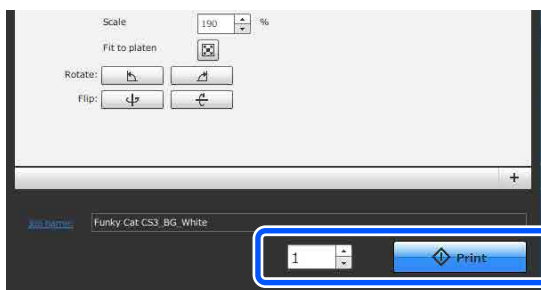 Scale 190 %
Fit to platen
Rotate:
Flip:
+
Job name: Funky Cat CS3_BG_White
1 Print